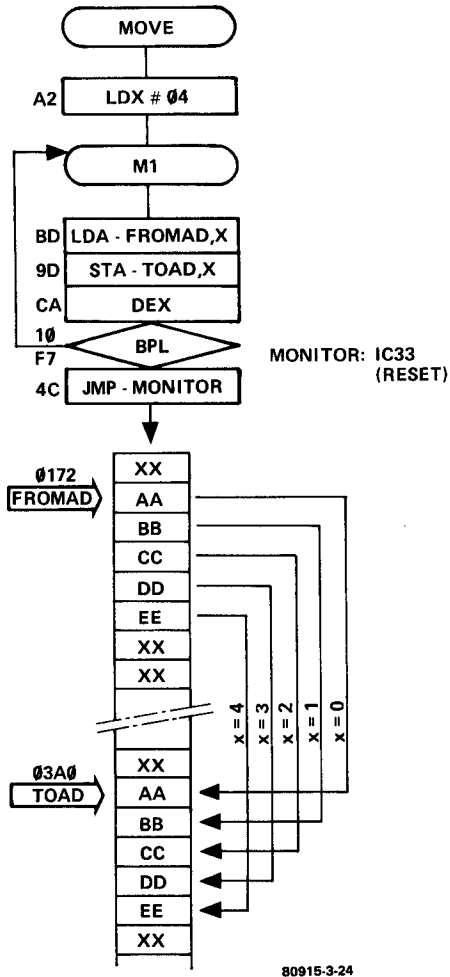 MOVE
A2 LDX # Ø4
M1
BD LDA - FROMAD,X
9D STA - TOAD,X
CA DEX
1Ø
F7
BPL
MONITOR: IC33
(RESET)
4C JMP - MONITOR
XX
Ø172
FROMAD
AA
BB
CC
DD
EE
XX
XX
x = 4
x = 3
x = 2
x = 1
x = 0
XX
Ø3AØ
TOAD
AA
BB
CC
DD
EE
XX
80915-3-24